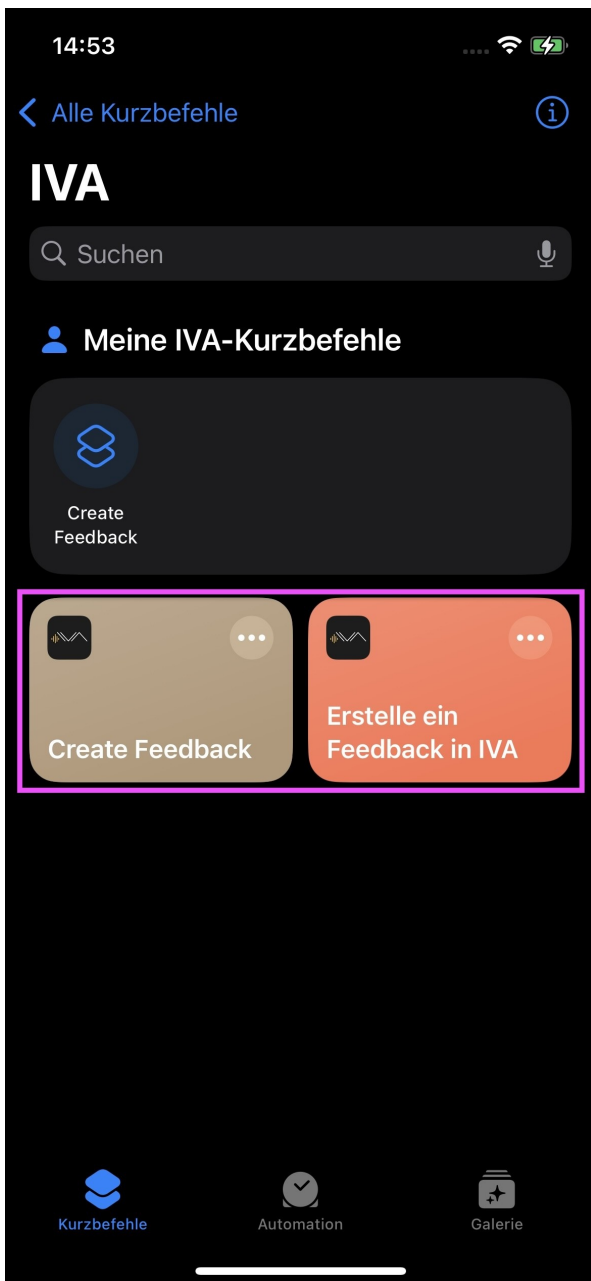 14:53
Alle Kurzbefehle
IVA
Suchen
Meine IVA-Kurzbefehle
Create
Feedback
Create Feedback
Erstelle ein
Feedback in IVA
Kurzbefehle
Automation
Galerie